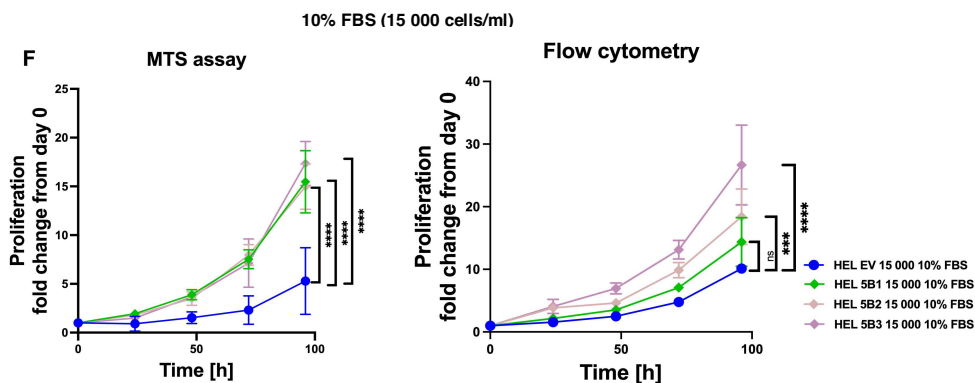 10% FBS (15 000 cells/ml)
F
MTS assay
Proliferation
fold change from day 0
25
20
15
10
5
0
0
50
100
Time [h]
****
****
****
Flow cytometry
Proliferation
fold change from day 0
40
30
20
10
0
0
50
100
Time [h]
ns
***
****
HEL EV 15 000 10% FBS
HEL 5B1 15 000 10% FBS
HEL 5B2 15 000 10% FBS
HEL 5B3 15 000 10% FBS